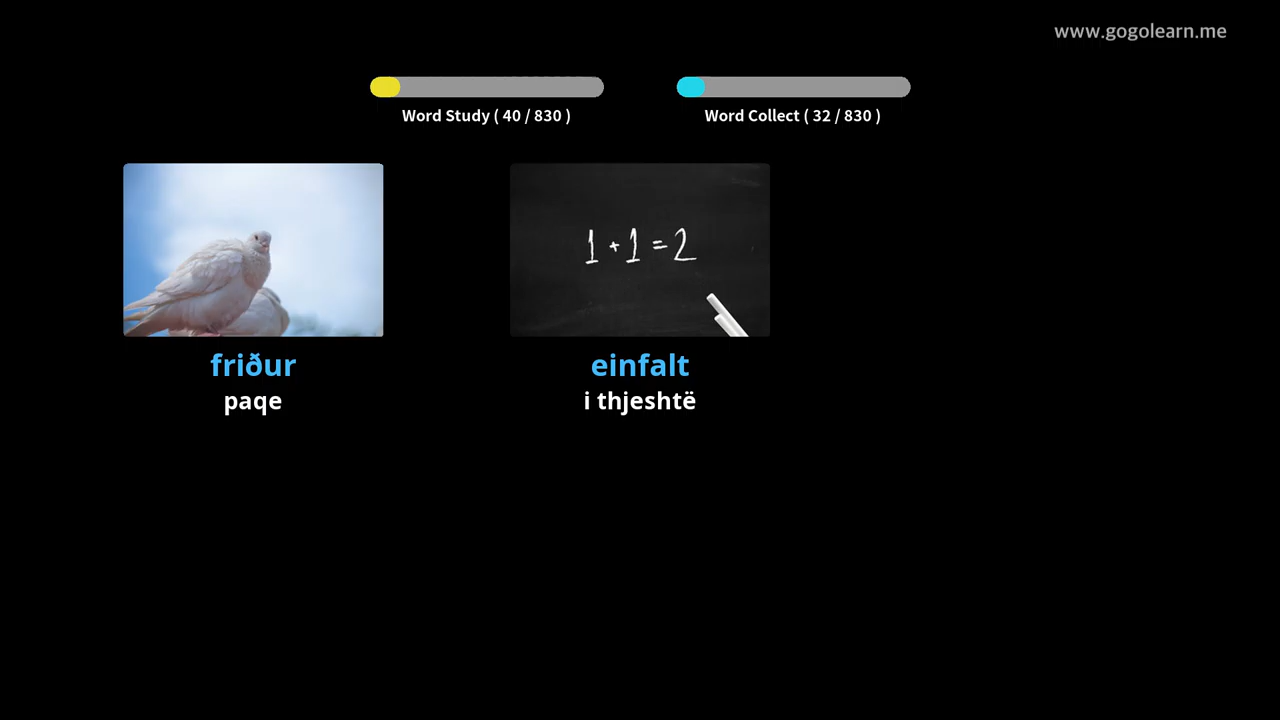 www.gogolearn.me
Word Study ( 40 / 830 )
Word Collect ( 32 / 830 )
1 + 1 = 2
friður
paqe
einfalt
i thjeshtë